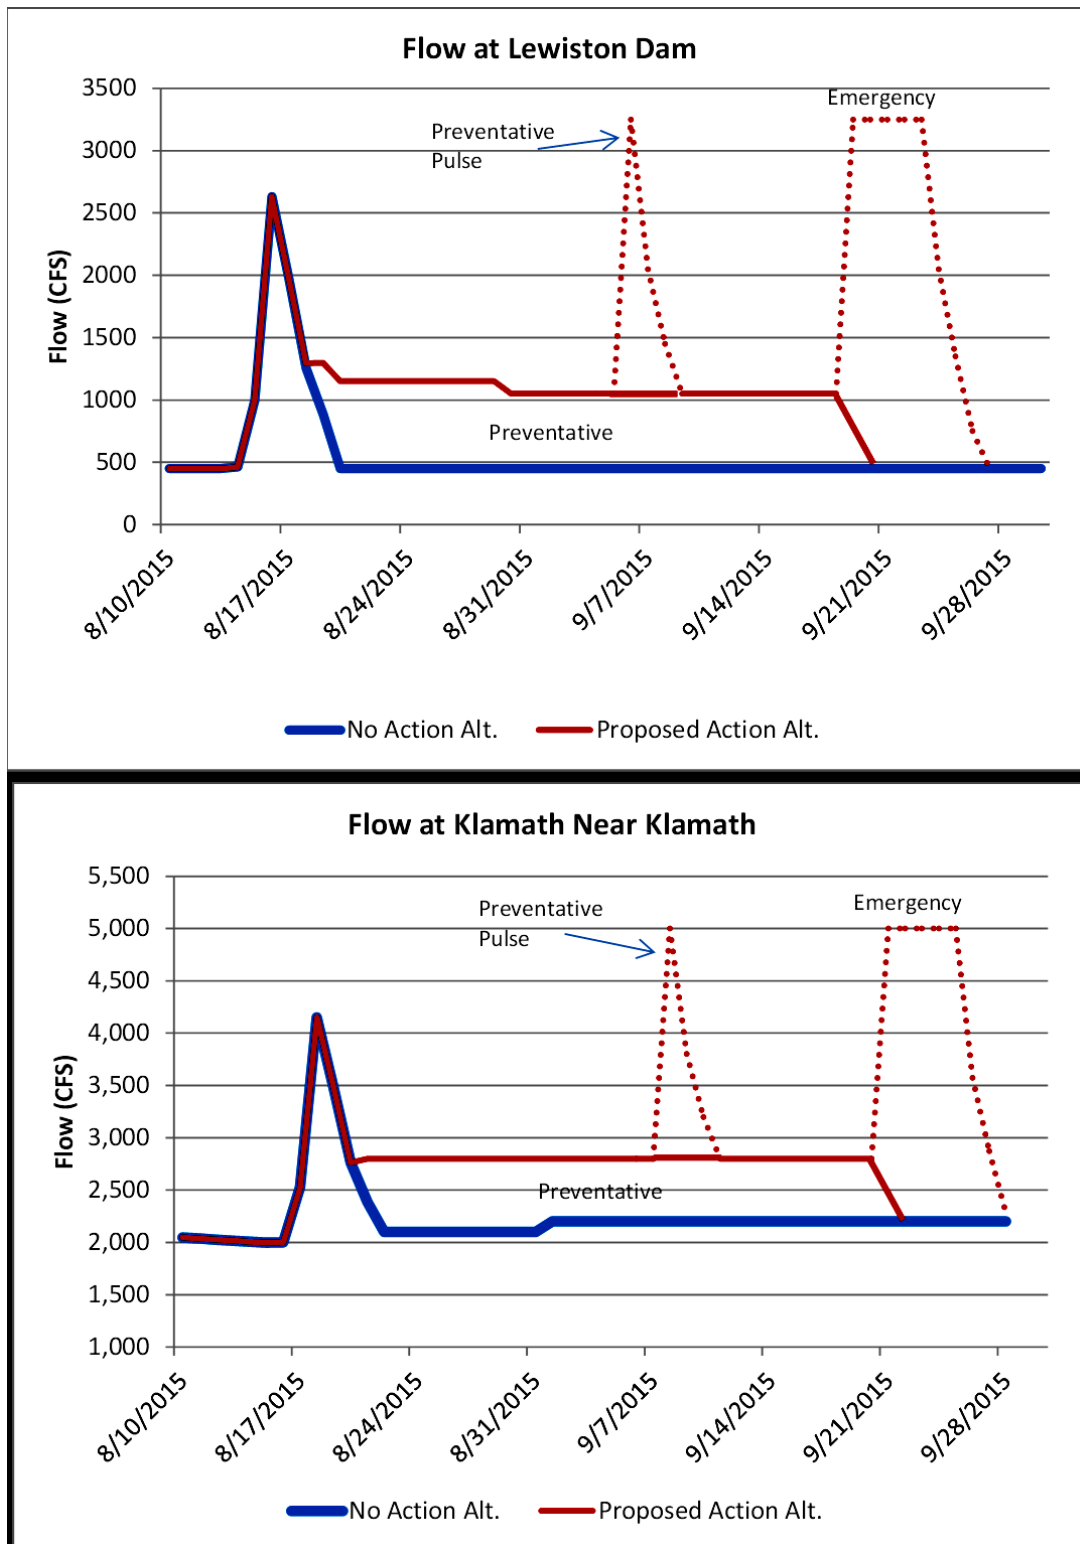 Flow at Lewiston Dam
Flow (CFS)
3500
3000
2500
2000
1500
1000
500
0
Preventative
Pulse
Emergency
Preventative
8/10/2015
8/17/2015
8/24/2015
8/31/2015
9/7/2015
9/14/2015
9/21/2015
9/28/2015
No Action Alt.
Proposed Action Alt.
Flow at Klamath Near Klamath
Flow (CFS)
5,500
5,000
4,500
4,000
3,500
3,000
2,500
2,000
1,500
1,000
Preventative
Pulse
Emergency
Preventative
8/10/2015
8/17/2015
8/24/2015
8/31/2015
9/7/2015
9/14/2015
9/21/2015
9/28/2015
No Action Alt.
Proposed Action Alt.